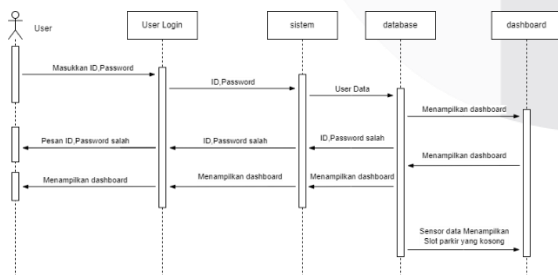 User
User Login
sistem
database
dashboard
Masukkan ID,Password
ID,Password
User Data
Menampilkan dashboard
Pesan ID,Password salah
ID,Password salah
ID,Password salah
Menampilkan dashboard
Menampilkan dashboard
Menampilkan dashboard
Menampilkan dashboard
Sensor data Menampilkan
Slot parkir yang kosong